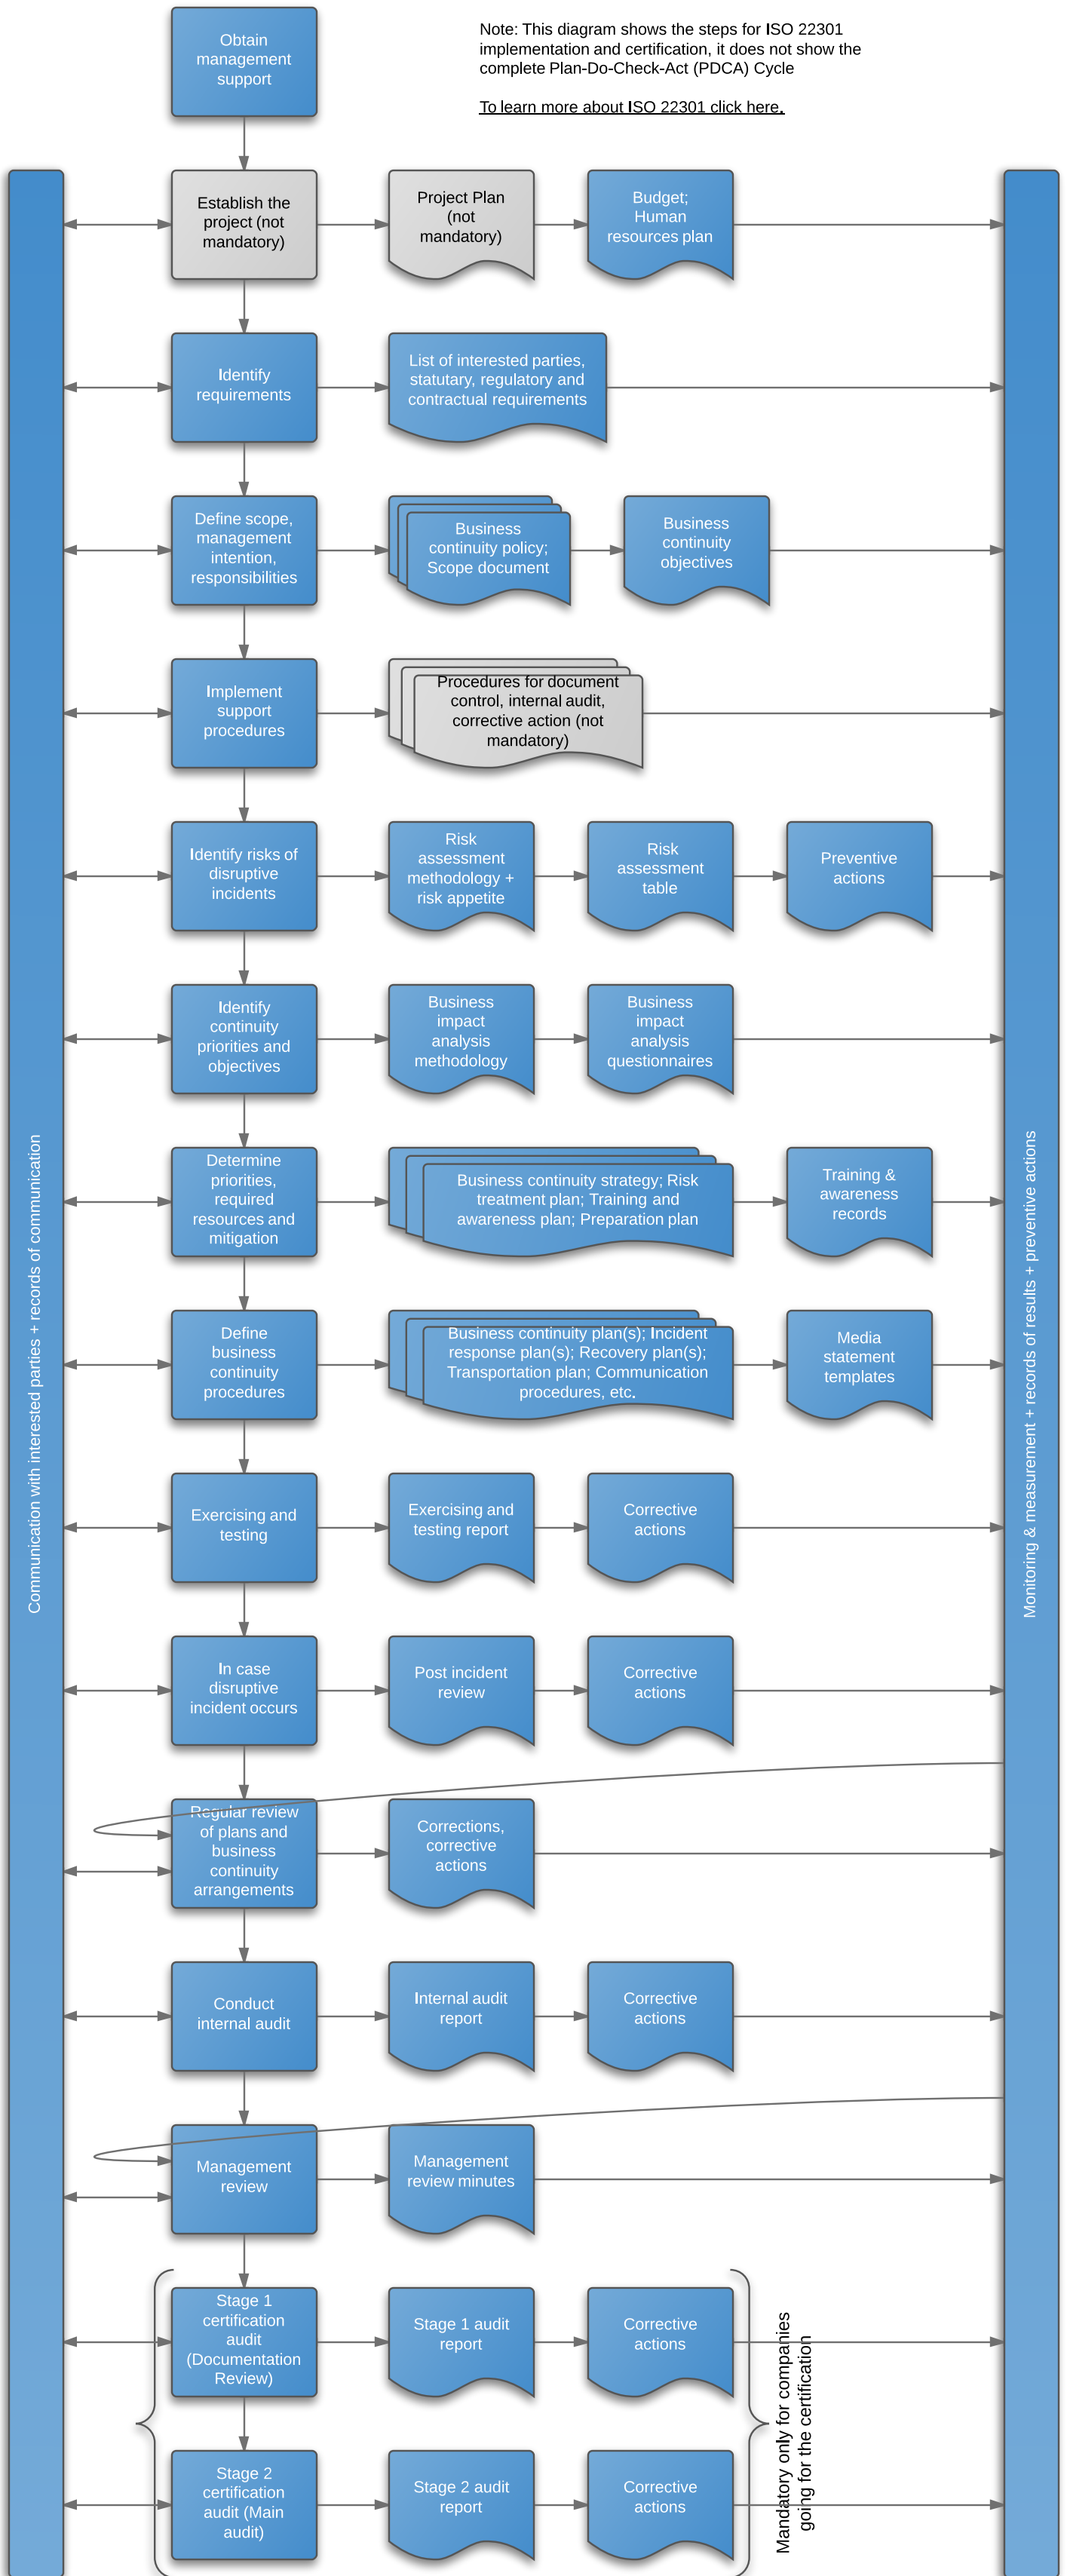 Obtain
management
support
Note: This diagram shows the steps for ISO 22301
implementation and certification, it does not show the
complete Plan-Do-Check-Act (PDCA) Cycle
To learn more about ISO 22301 click here.
Establish the
project (not
mandatory)
Project Plan
(not
mandatory)
Budget;
Human
resources plan
Identify
requirements
List of interested parties,
statutary, regulatory and
contractual requirements
Define scope,
management
intention,
responsibilities
Business
continuity policy;
Scope document
Business
continuity
objectives
Implement
support
procedures
Procedures for document
control, internal audit,
corrective action (not
mandatory)
Identify risks of
disruptive
incidents
Risk
assessment
methodology +
risk appetite
Risk
assessment
table
Preventive
actions
Identify
continuity
priorities and
objectives
Business
impact
analysis
methodology
Business
impact
analysis
questionnaires
Determine
priorities,
required
resources and
mitigation
Business continuity strategy; Risk
treatment plan; Training and
awareness plan; Preparation plan
Training &
awareness
records
Define
business
continuity
procedures
Business continuity plan(s); Incident
response plan(s); Recovery plan(s);
Transportation plan; Communication
procedures, etc.
Media
statement
templates
Exercising and
testing
Exercising and
testing report
Corrective
actions
In case
disruptive
incident occurs
Post incident
review
Corrective
actions
Regular review
of plans and
business
continuity
arrangements
Corrections,
corrective
actions
Conduct
internal audit
Internal audit
report
Corrective
actions
Management
review
Management
review minutes
Stage 1
certification
audit
(Documentation
Review)
Stage 1 audit
report
Corrective
actions
Stage 2
certification
audit (Main
audit)
Stage 2 audit
report
Corrective
actions
Mandatory only for companies
going for the certification
Communication with interested parties + records of communication
Monitoring & measurement + records of results + preventive actions